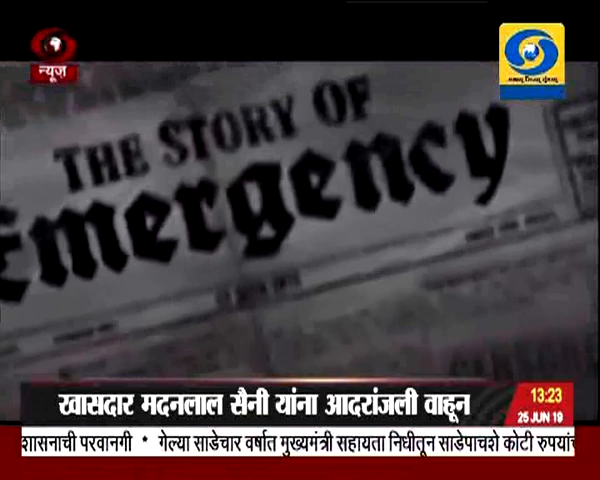 न्यूज़
THE STORY OF
Emergency
खासदार मदनलाल सैनी यांना आदरांजली वाहून
13:23
25 JUN 19
शासनाची परवानगी * गेल्या साडेचार वर्षात मुख्यमंत्री सहायता निधीतून साडेपाचशे कोटी रुपयांच